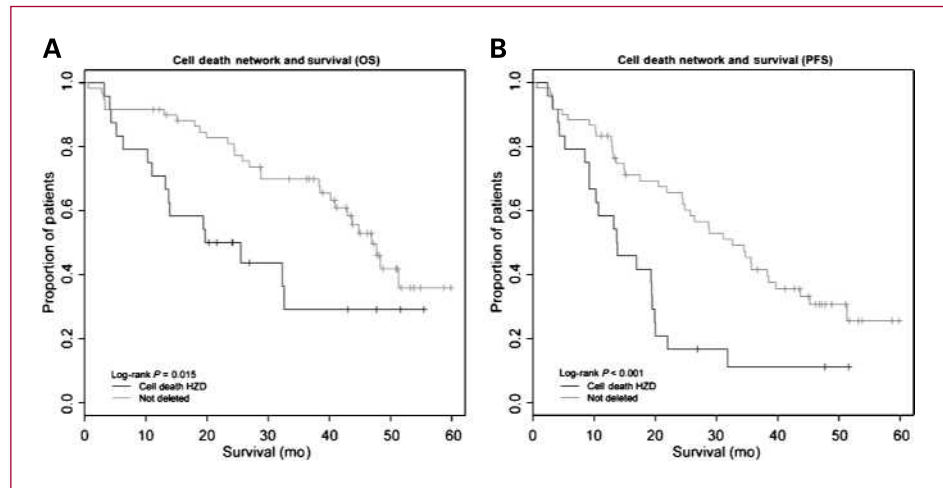 A
Cell death network and survival (OS)
Proportion of patients
1.0
0.8
0.6
0.4
0.2
0.0
Log-rank P = 0.015
Cell death HZD
Not deleted
0 10 20 30 40 50 60
Survival (mo)
B
Cell death network and survival (PFS)
Proportion of patients
1.0
0.8
0.6
0.4
0.2
0.0
Log-rank P < 0.001
Cell death HZD
Not deleted
0 10 20 30 40 50 60
Survival (mo)